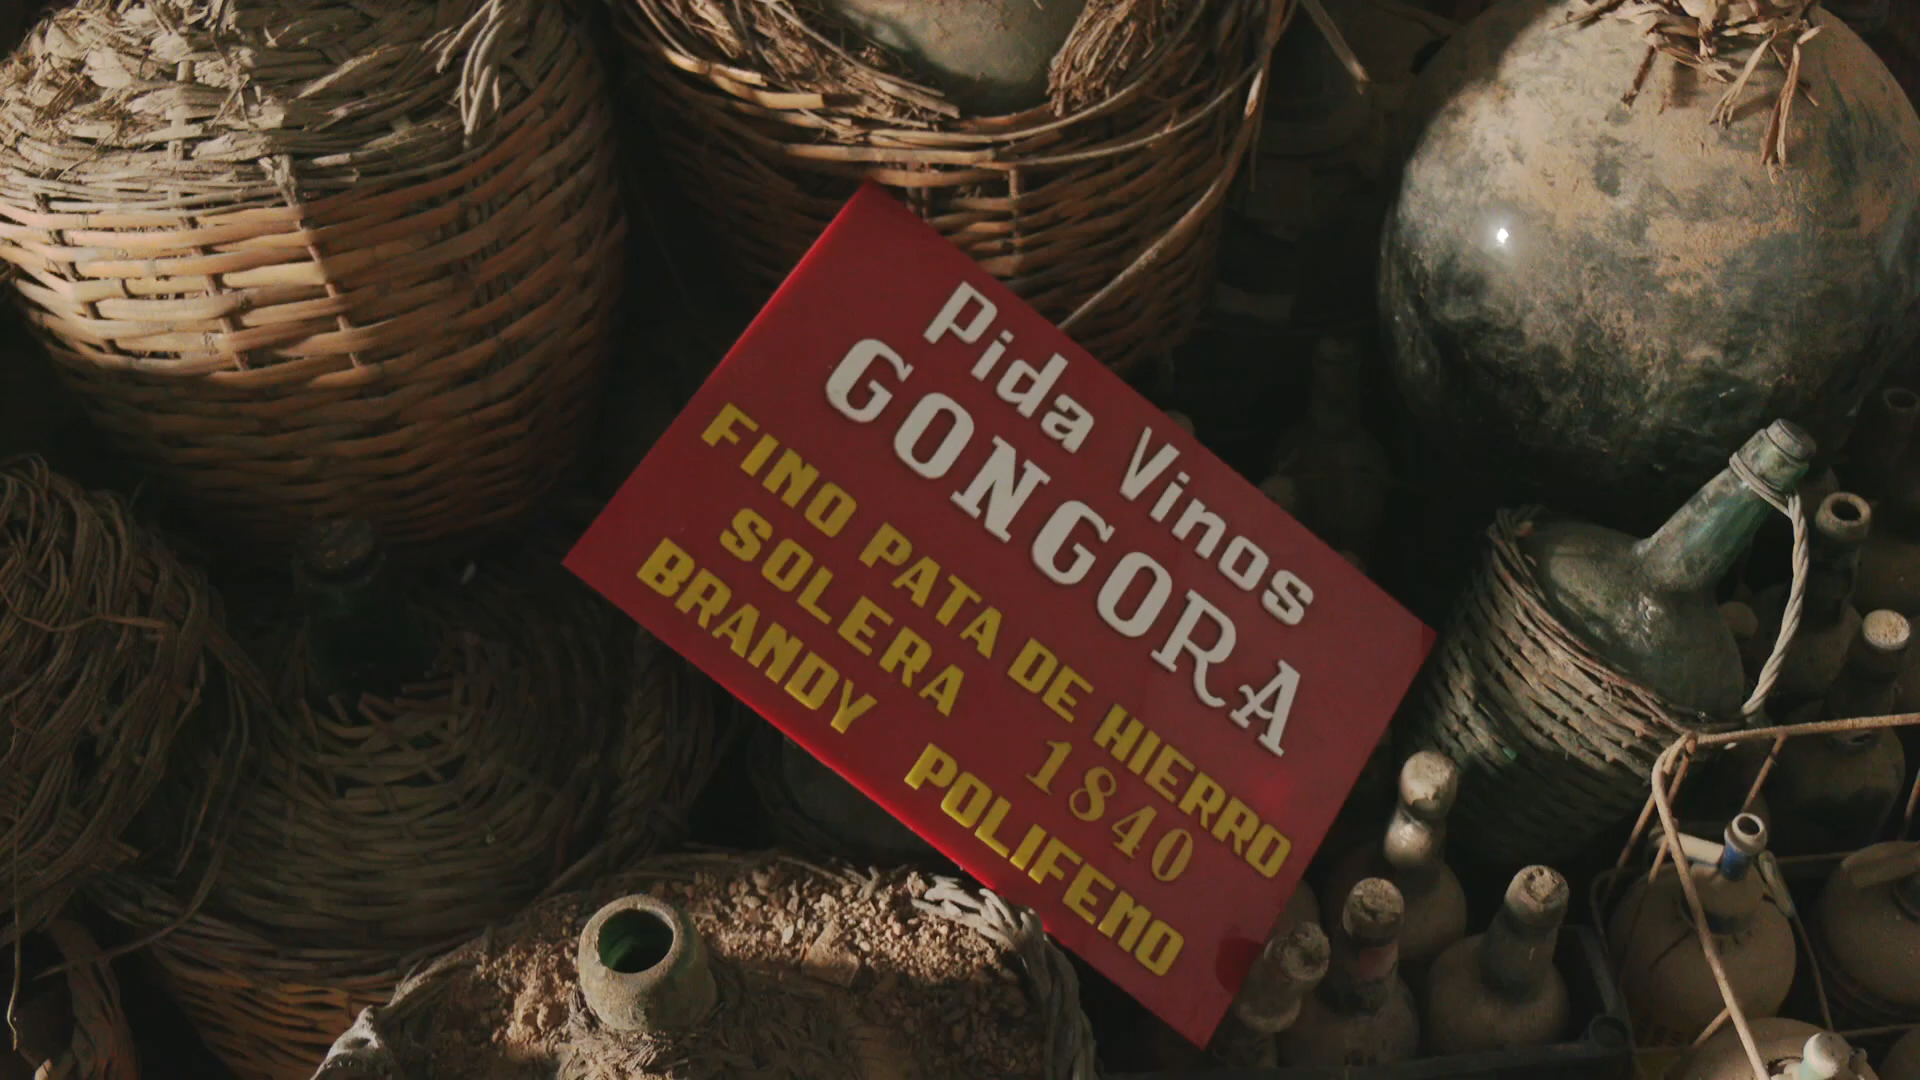 Pida Vinos
GONGORA
FINO PATA DE HIERRO
SOLERA 1840
BRANDY POLIFEMO